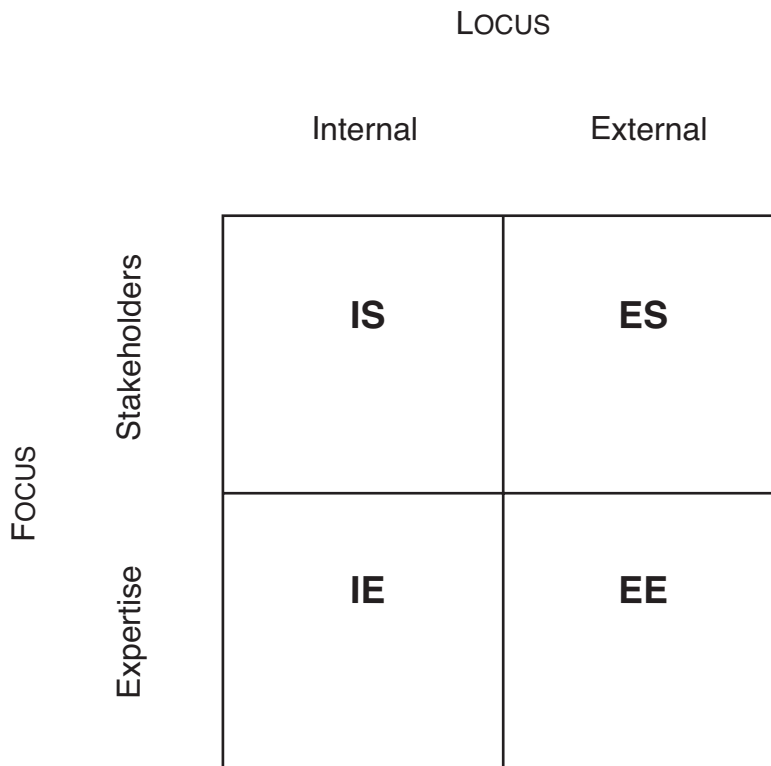 LOCUS
Internal External
Stakeholders
IS ES
FOCUS
Expertise
IE EE